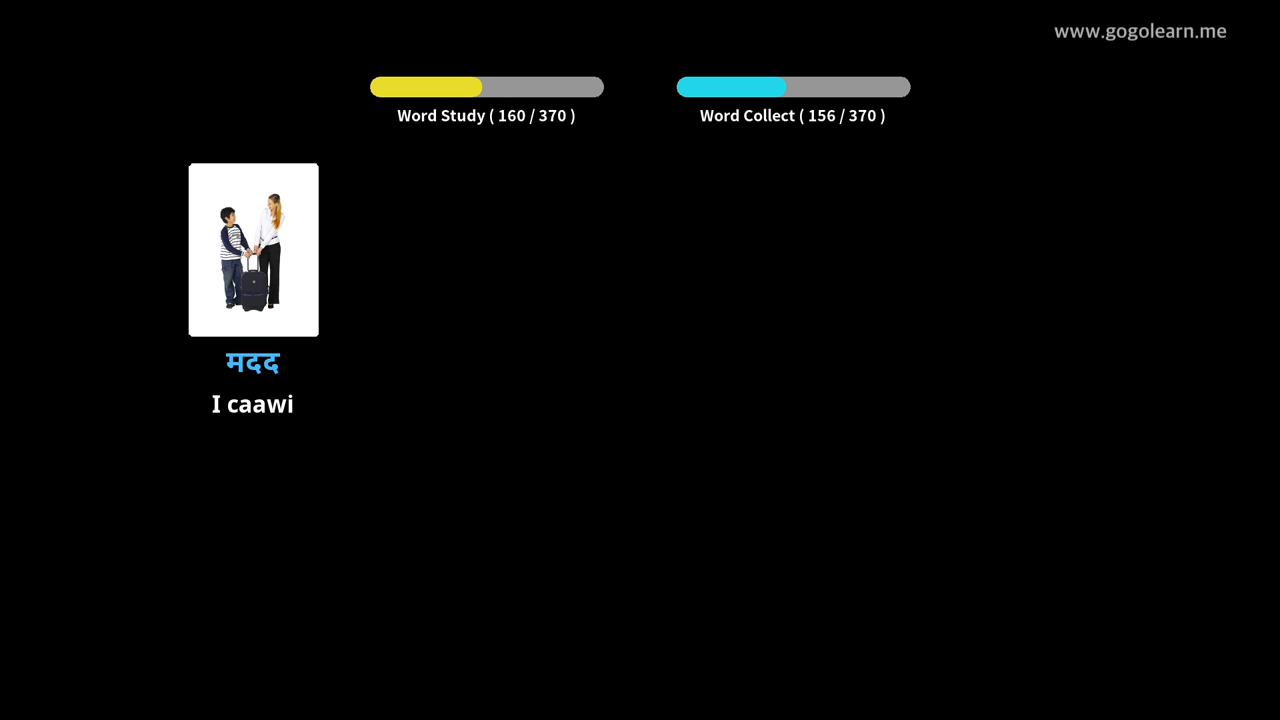 www.gogolearn.me
Word Study ( 160 / 370 )
Word Collect ( 156 / 370 )
मदद
I caawi